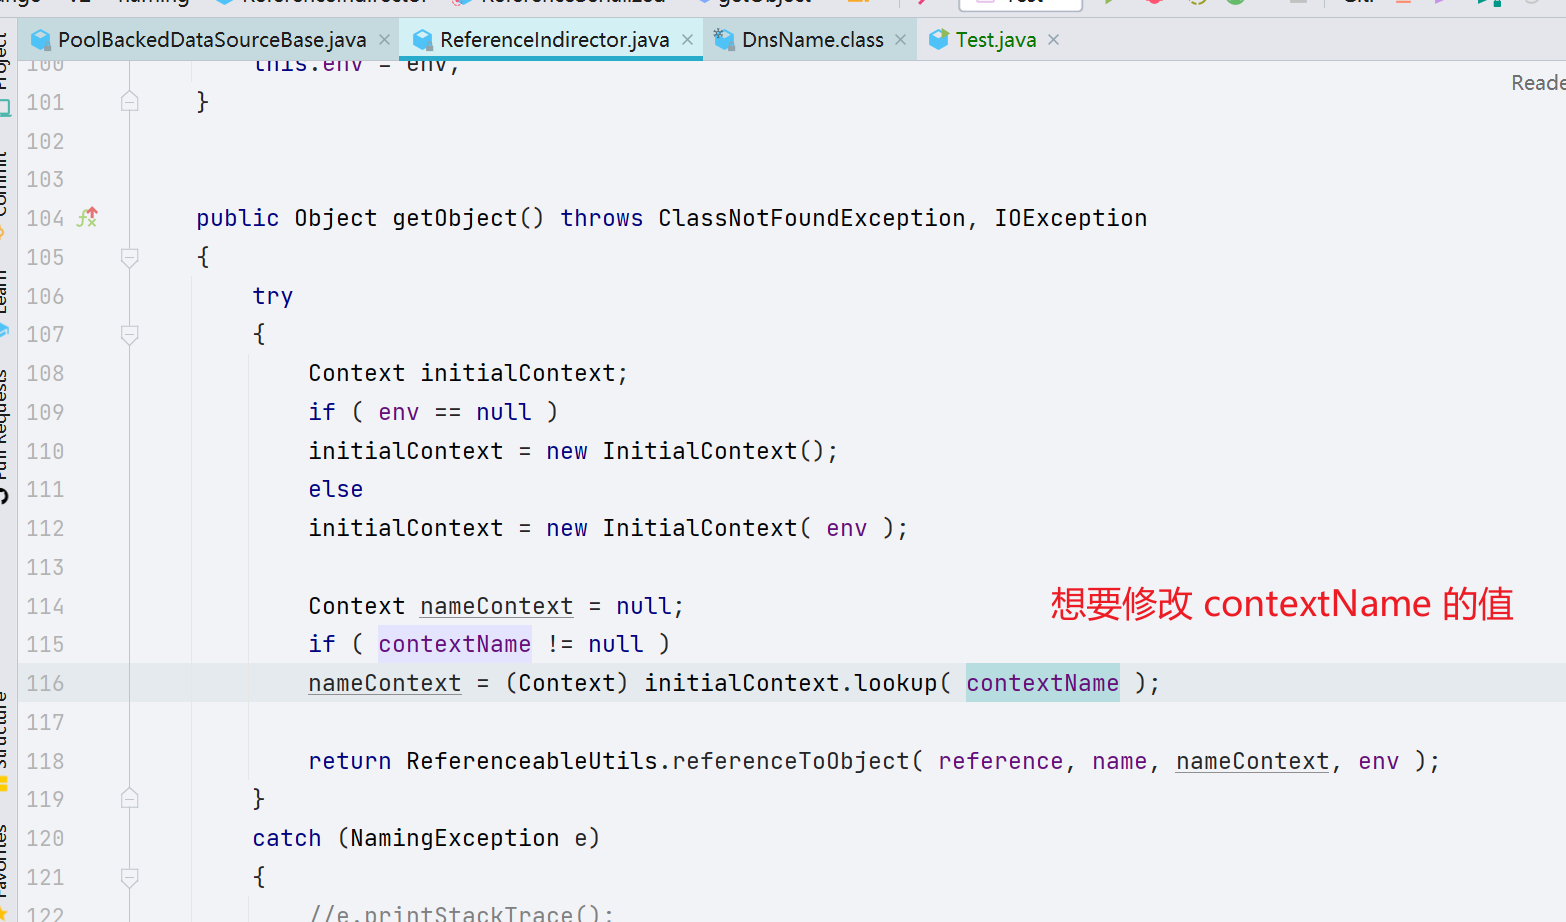 PoolBackedDataSourceBase.java ReferenceIndirector.java DnsName.class Test.java
Reade
100 this.env = env;
101 }
102
103
104 public Object getObject() throws ClassNotFoundException, IOException
105 {
106 try
107 {
108 Context initialContext;
109 if ( env == null )
110 initialContext = new InitialContext();
111 else
112 initialContext = new InitialContext( env );
113
114 Context nameContext = null;
想要修改 contextName 的值
115 if ( contextName != null )
116 nameContext = (Context) initialContext.lookup( contextName );
117
118 return ReferenceableUtils.referenceToObject( reference, name, nameContext, env );
119 }
120 catch (NamingException e)
121 {
122 //e.printStackTrace();
Project
Commit
Learn
Pull Requests
Structure
Favorites